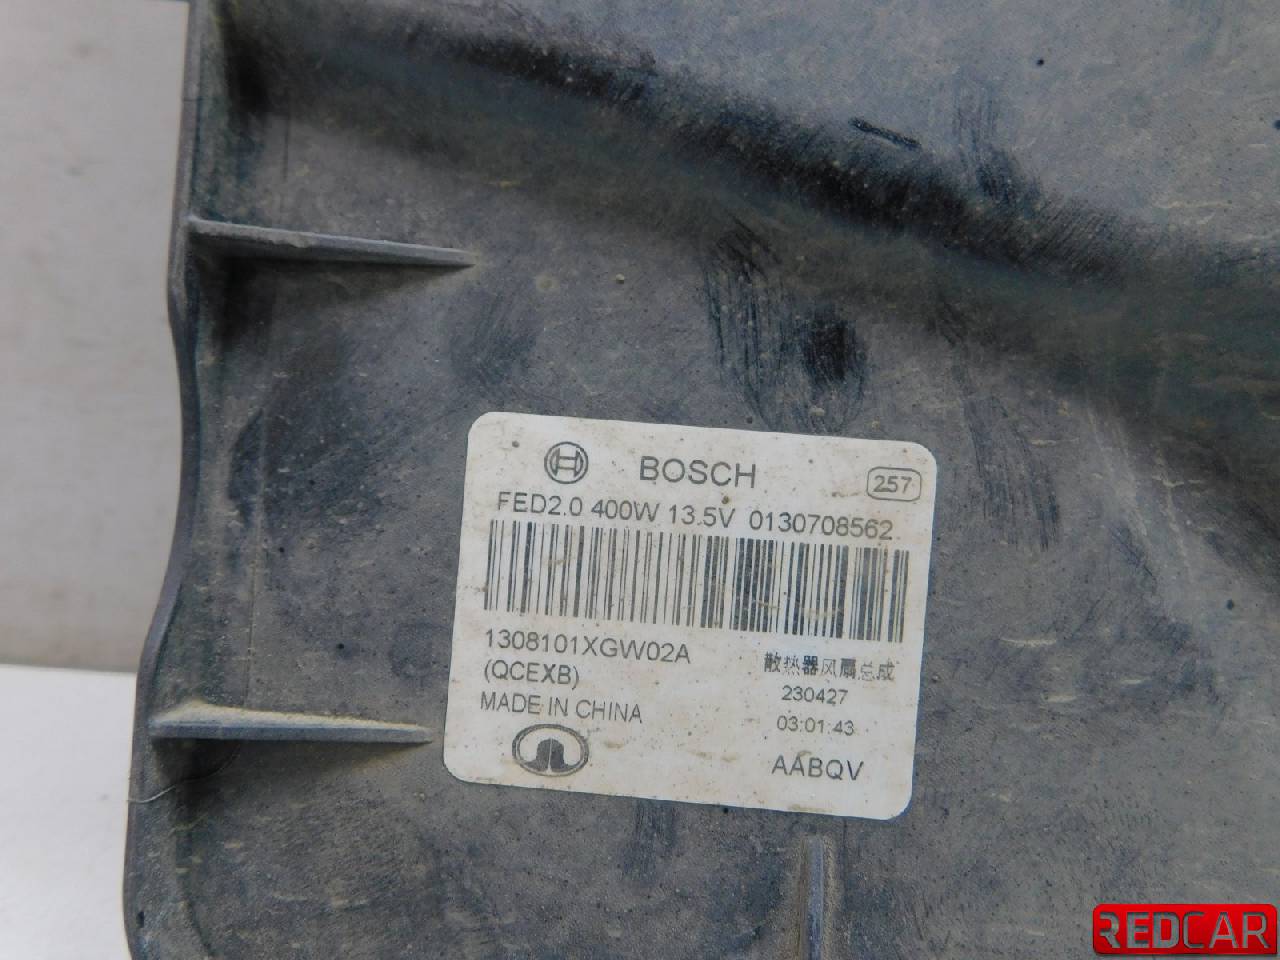 BOSCH
257
FED2.0 400W 13.5V 0130708562
1308101XGW02A
散热器风扇总成
(QCEXB)
230427
MADE IN CHINA
03:01:43
AABQV
REDCAR